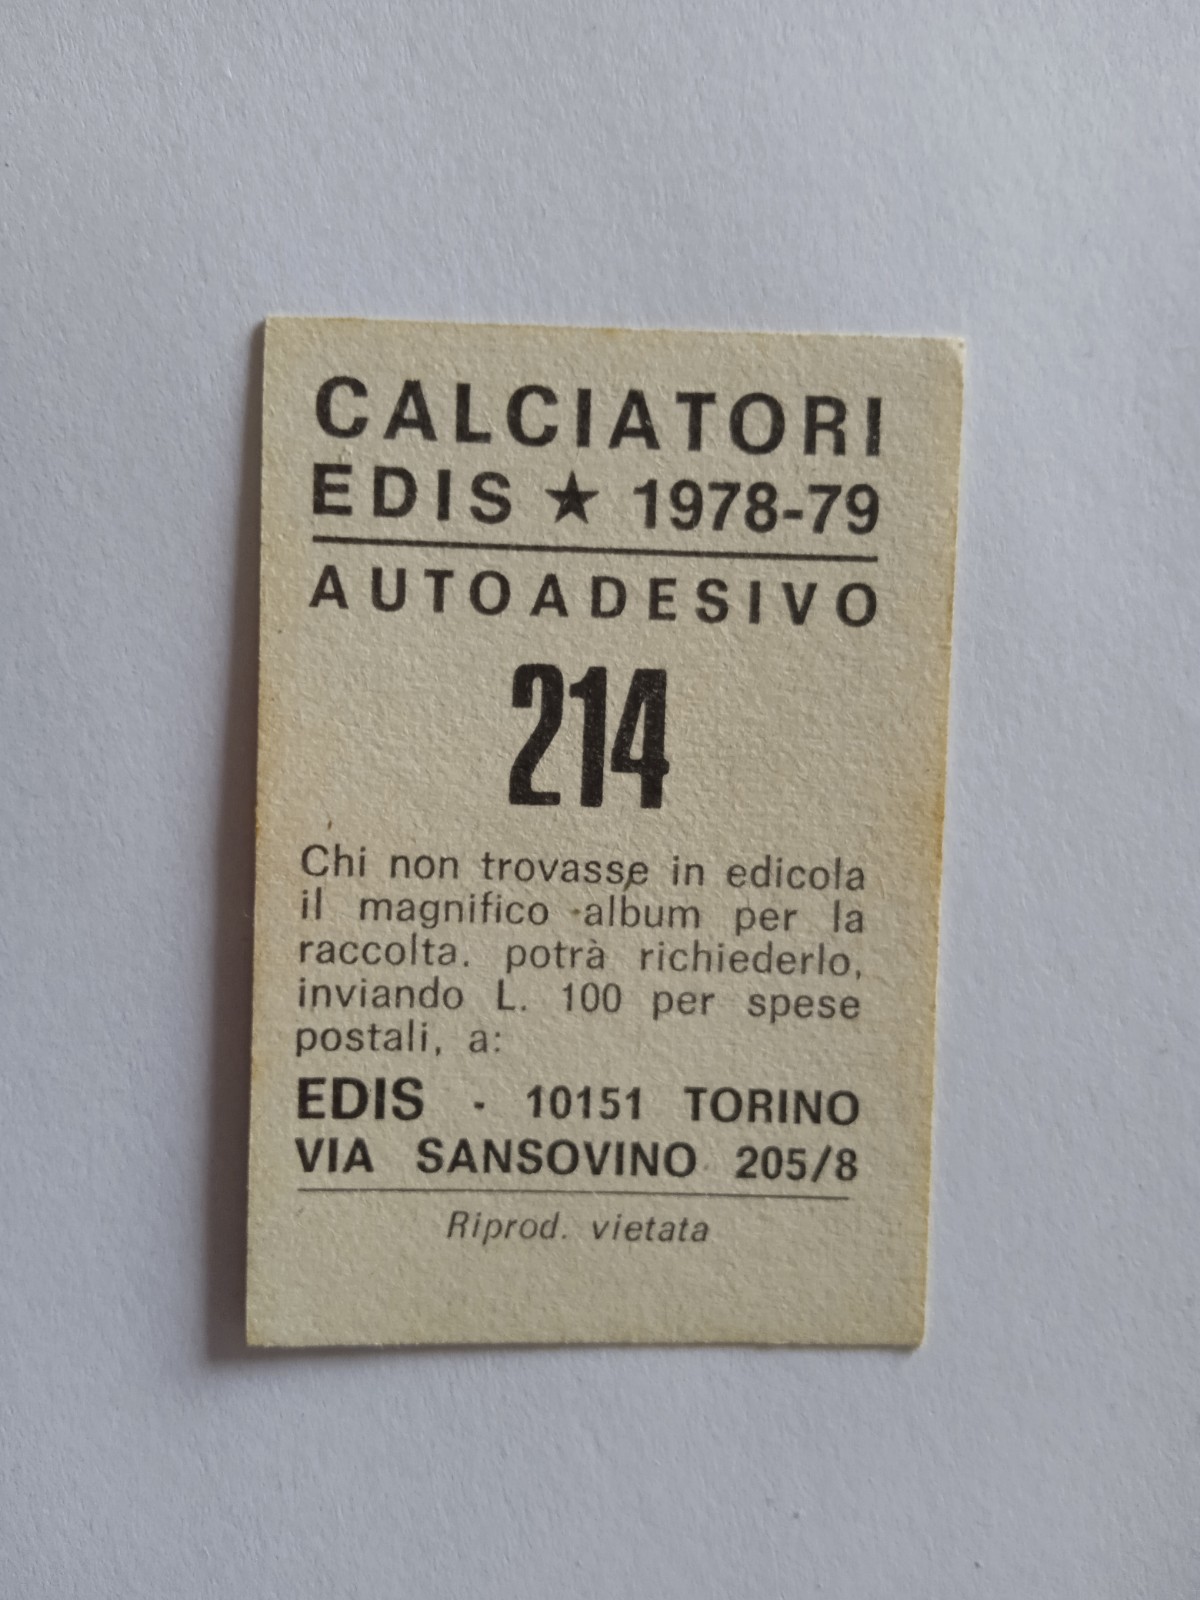 CALCIATORI
EDIS ★ 1978-79
AUTOADESIVO
214
Chi non trovasse in edicola
il magnifico album per la
raccolta. potrà richiederlo,
inviando L. 100 per spese
postali, a:
EDIS - 10151 TORINO
VIA SANSOVINO 205/8
Riprod. vietata